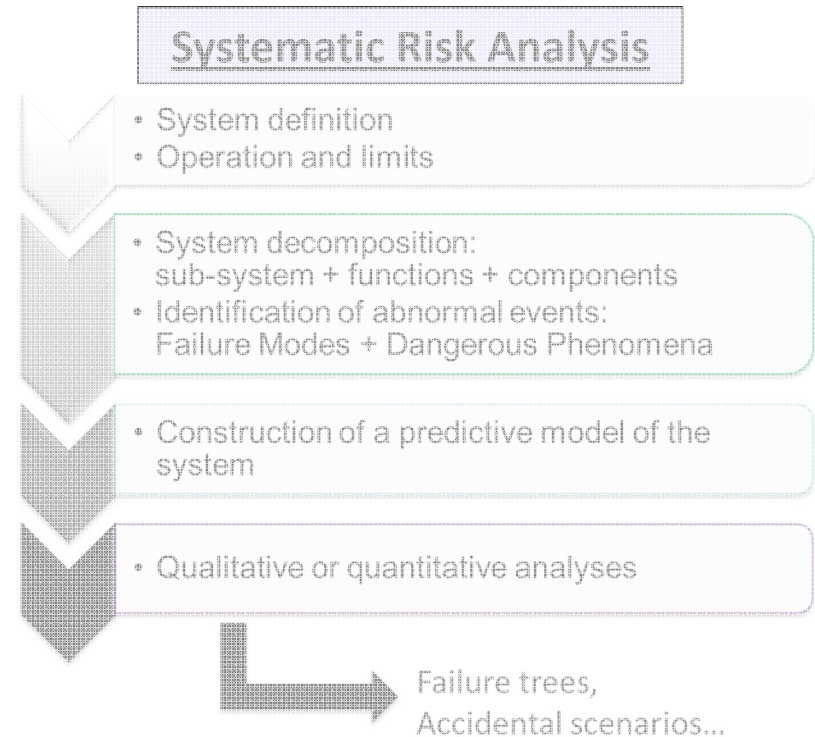 Systematic Risk Analysis
• System definition
• Operation and limits
• System decomposition:
sub-system + functions + components
• Identification of abnormal events:
Failure Modes + Dangerous Phenomena
• Construction of a predictive model of the
system
• Qualitative or quantitative analyses
Failure trees,
Accidental scenarios...